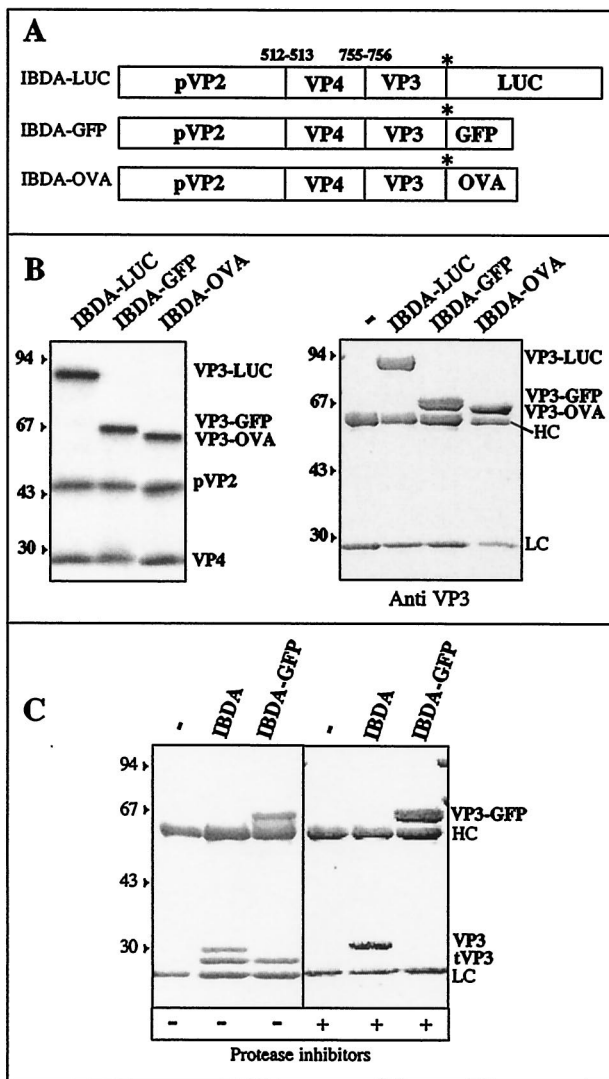 A
512-513 755-756
* 
IBDA-LUC pVP2 VP4 VP3 LUC
*
IBDA-GFP pVP2 VP4 VP3 GFP
*
IBDA-OVA pVP2 VP4 VP3 OVA
B
IBDA-LUC
IBDA-GFP
IBDA-OVA
94
VP3-LUC
67
VP3-GFP
VP3-OVA
pVP2
43
30
VP4
-
IBDA-LUC
IBDA-GFP
IBDA-OVA
94
VP3-LUC
67
VP3-GFP
VP3-OVA
HC
43
30
LC
Anti VP3
C
- IBDA IBDA-GFP - IBDA IBDA-GFP
94
67
VP3-GFP
HC
43
30
VP3
tVP3
LC
- - - + + +
Protease inhibitors